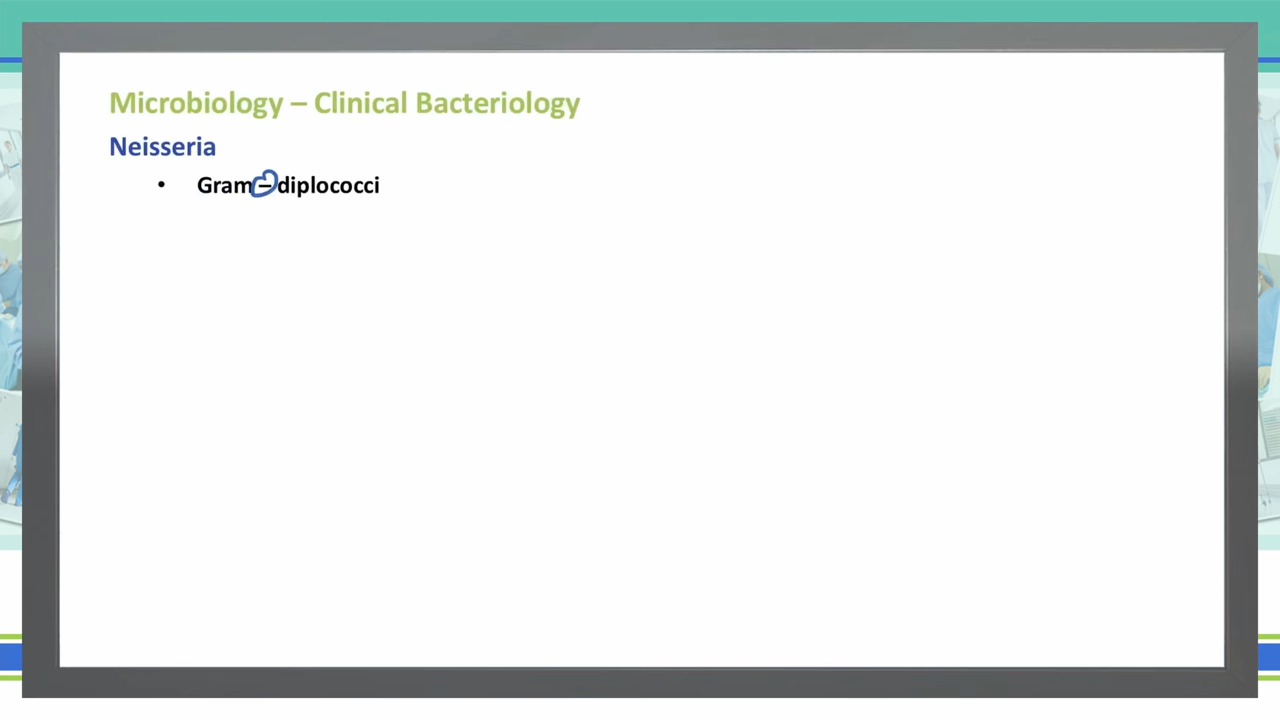 Microbiology – Clinical Bacteriology
Neisseria
• Gram – diplococci